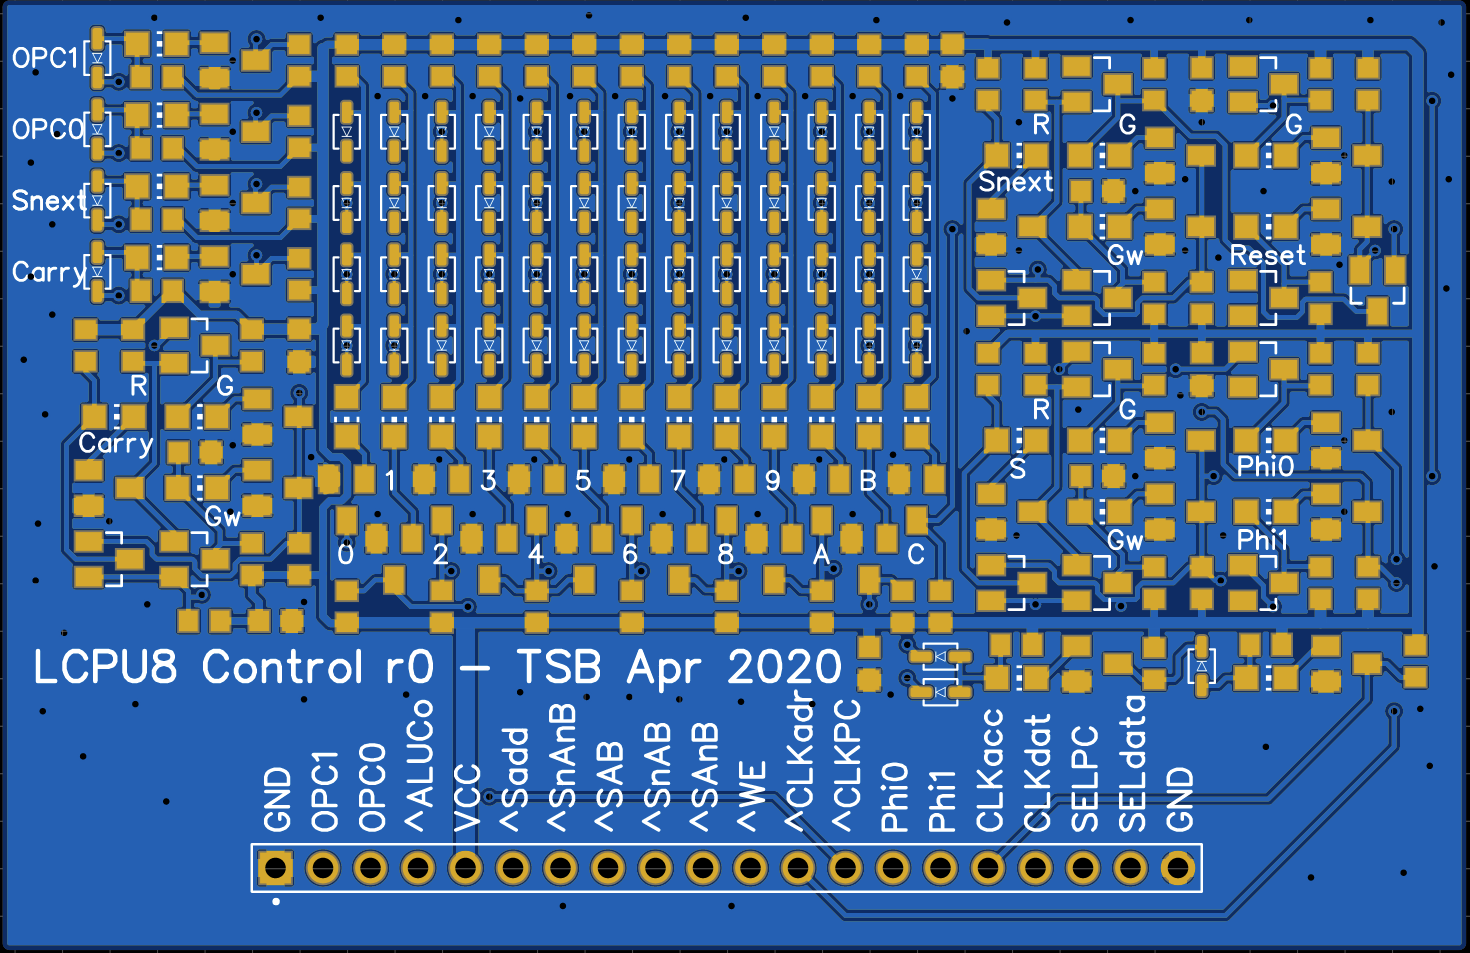 OPC1
OPC0
Snext
Carry
R G
Carry
Gw
R G G
Snext
Gw Reset
R G
S Phi0
Gw Phi1
1 3 5 7 9 B
0 2 4 6 8 A C
LCPU8 Control r0 – TSB Apr 2020
GND
OPC1
OPC0
^ALUCo
VCC
^Sadd
^SnAnB
^SAB
^SnAB
^SAnB
^WE
^CLKadr
^CLKPC
Phi0
Phi1
CLKacc
CLKdat
SELPC
SELdata
GND